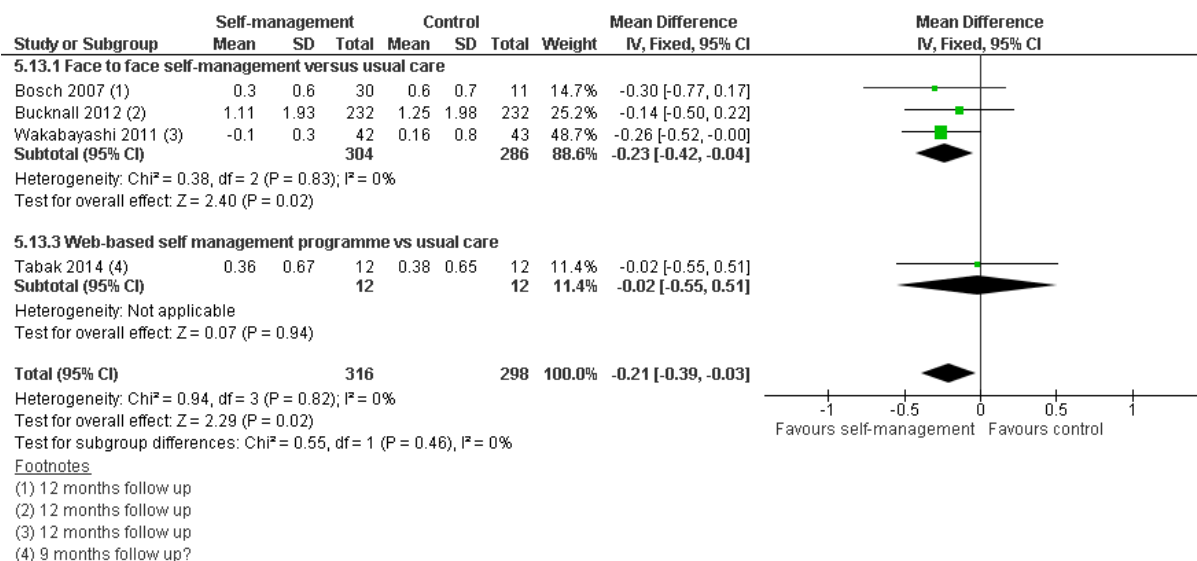 Self-management Control Mean Difference Mean Difference
Study or Subgroup Mean SD Total Mean SD Total Weight IV, Fixed, 95% CI IV, Fixed, 95% CI
5.13.1 Face to face self-management versus usual care
Bosch 2007 (1) 0.3 0.6 30 0.6 0.7 11 14.7% -0.30 [-0.77, 0.17]
Bucknall 2012 (2) 1.11 1.93 232 1.25 1.98 232 25.2% -0.14 [-0.50, 0.22]
Wakabayashi 2011 (3) -0.1 0.3 42 0.16 0.8 43 48.7% -0.26 [-0.52, -0.00]
Subtotal (95% CI) 304 286 88.6% -0.23 [-0.42, -0.04]
Heterogeneity: Chi² = 0.38, df = 2 (P = 0.83); I² = 0%
Test for overall effect: Z = 2.40 (P = 0.02)
5.13.3 Web-based self management programme vs usual care
Tabak 2014 (4) 0.36 0.67 12 0.38 0.65 12 11.4% -0.02 [-0.55, 0.51]
Subtotal (95% CI) 12 12 11.4% -0.02 [-0.55, 0.51]
Heterogeneity: Not applicable
Test for overall effect: Z = 0.07 (P = 0.94)
Total (95% CI) 316 298 100.0% -0.21 [-0.39, -0.03]
Heterogeneity: Chi² = 0.94, df = 3 (P = 0.82); I² = 0%
Test for overall effect: Z = 2.29 (P = 0.02)
Test for subgroup differences: Chi² = 0.55, df = 1 (P = 0.46), I² = 0%
-1 -0.5 0 0.5 1
Favours self-management Favours control
Footnotes
(1) 12 months follow up
(2) 12 months follow up
(3) 12 months follow up
(4) 9 months follow up?